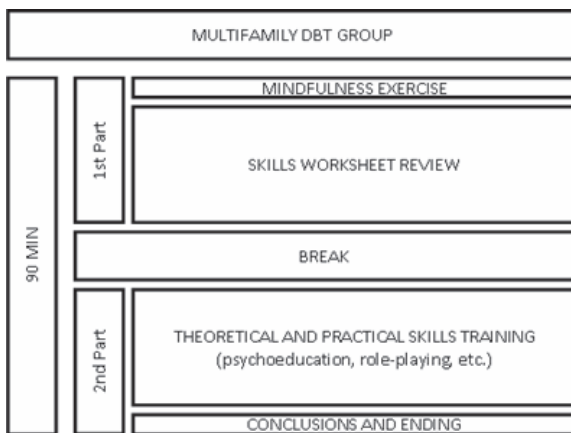 MULTIFAMILY DBT GROUP
90 MIN
1st Part
MINDFULNESS EXERCISE
SKILLS WORKSHEET REVIEW
BREAK
2nd Part
THEORETICAL AND PRACTICAL SKILLS TRAINING
(psychoeducation, role-playing, etc.)
CONCLUSIONS AND ENDING